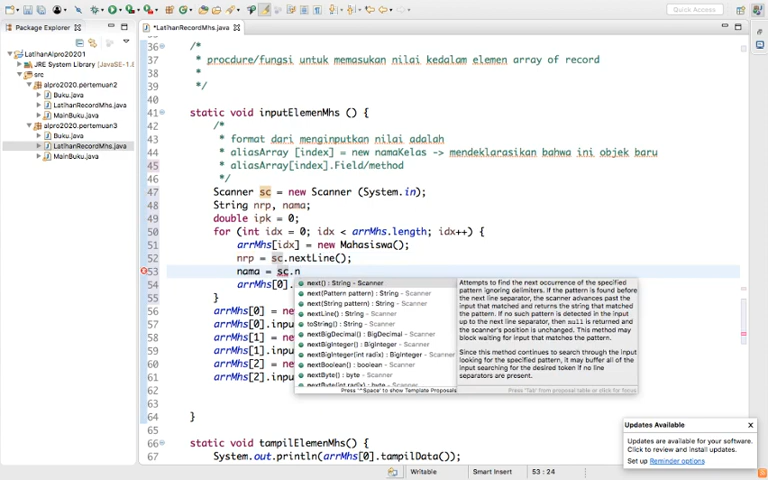 Quick Access
Package Explorer
*LatihanRecordMhs.java
LatihanAlpro20201
JRE System Library [JavaSE-1.8
src
alpro2020.pertemuan2
Buku.java
LatihanRecordMhs.java
MainBuku.java
alpro2020.pertemuan3
Buku.java
LatihanRecordMhs.java
MainBuku.java
36 /*
37 * procdure/fungsi untuk memasukan nilai kedalam elemen array of record
38 *
39 */
40
41 static void inputElemenMhs () {
42 /*
43 * format dari menginputkan nilai adalah
44 * aliasArray [index] = new namaKelas -> mendeklarasikan bahwa ini objek baru
45 * aliasArray[index].Field/method
46 */
47 Scanner sc = new Scanner (System.in);
48 String nrp, nama;
49 double ipk = 0;
50 for (int idx = 0; idx < arrMhs.length; idx++) {
51 arrMhs[idx] = new Mahasiswa();
52 nrp = sc.nextLine();
53 nama = sc.n
54 arrMhs[0].
55 }
56 arrMhs[0] = ne
57 arrMhs[0].inpu
58 arrMhs[1] = ne
59 arrMhs[1].inpu
60 arrMhs[2] = ne
61 arrMhs[2].inpu
62
63
64 }
65
66 static void tampilElemenMhs() {
67 System.out.println(arrMhs[0].tampilData());
next() : String - Scanner
next(Pattern pattern) : String - Scanner
next(String pattern) : String - Scanner
nextLine() : String - Scanner
toString() : String - Scanner
nextBigDecimal() : BigDecimal - Scanner
nextBigInteger() : BigInteger - Scanner
nextBigInteger(int radix) : BigInteger - Scanner
nextBoolean() : boolean - Scanner
nextByte() : byte - Scanner
nextByte(int radix) : byte - Scanner
Press '^Space' to show Template Proposals
Attempts to find the next occurrence of the specified
pattern ignoring delimiters. If the pattern is found before
the next line separator, the scanner advances past
the input that matched and returns the string that
matched the pattern. If no such pattern is detected in the input
up to the next line separator, then null is returned and
the scanner's position is unchanged. This method may
block waiting for input that matches the pattern.
Since this method continues to search through the input
looking for the specified pattern, it may buffer all of
the input searching for the desired token if no line
separators are present.
Press 'Tab' from proposal table or click for focus
Updates Available X
Updates are available for your software.
Click to review and install updates.
Set up Reminder options
Writable
Smart Insert
53 : 24